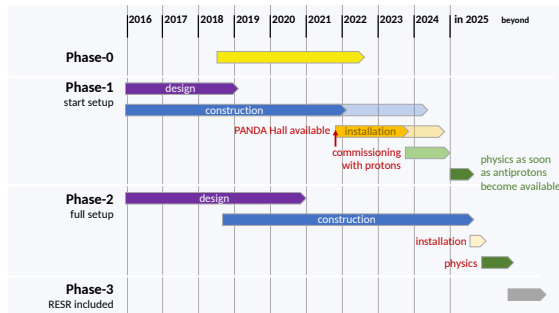 2016 2017 2018 2019 2020 2021 2022 2023 2024 in 2025 beyond
Phase-0
Phase-1
design
start setup
construction
PANDA Hall available installation
commissioning
with protons
physics as soon
as antiprotons
become available
Phase-2
design
full setup
construction
installation
physics
Phase-3
RESR included